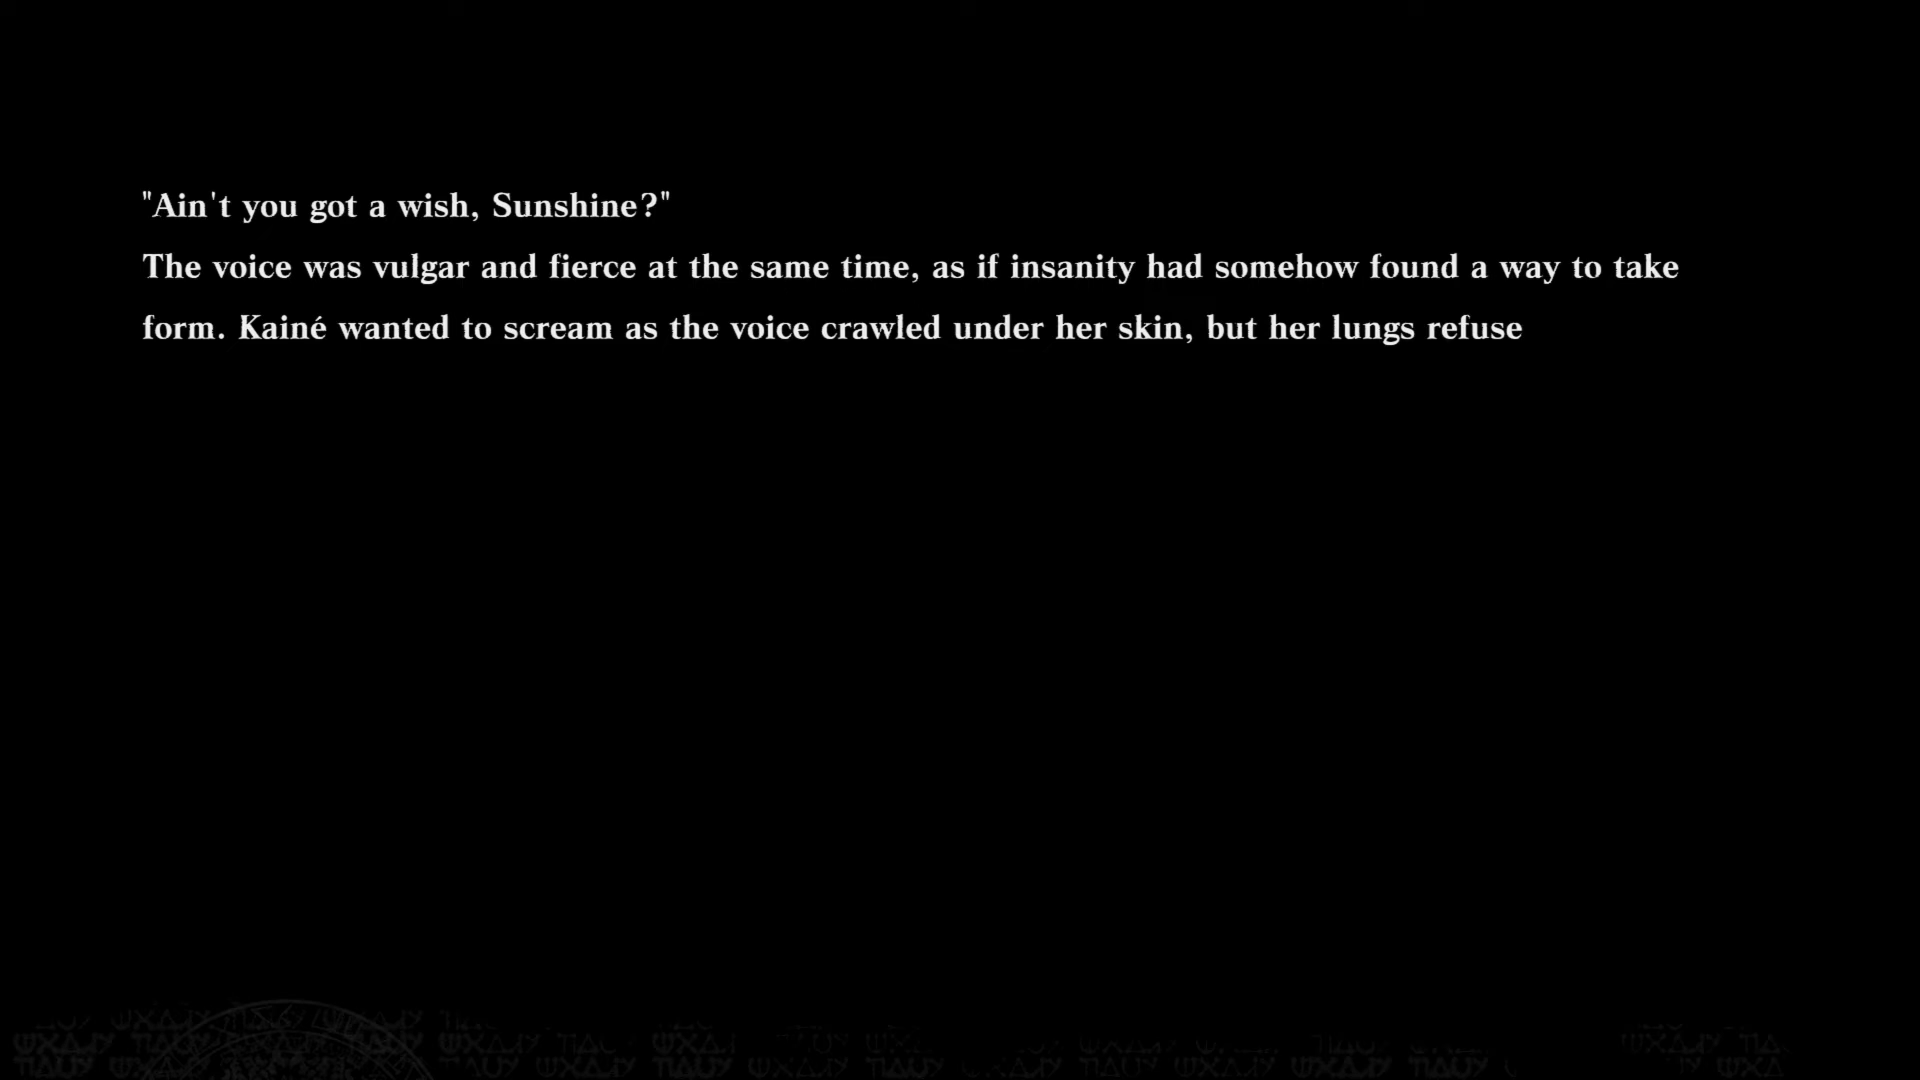 "Ain't you got a wish, Sunshine?"
The voice was vulgar and fierce at the same time, as if insanity had somehow found a way to take
form. Kainé wanted to scream as the voice crawled under her skin, but her lungs refuse